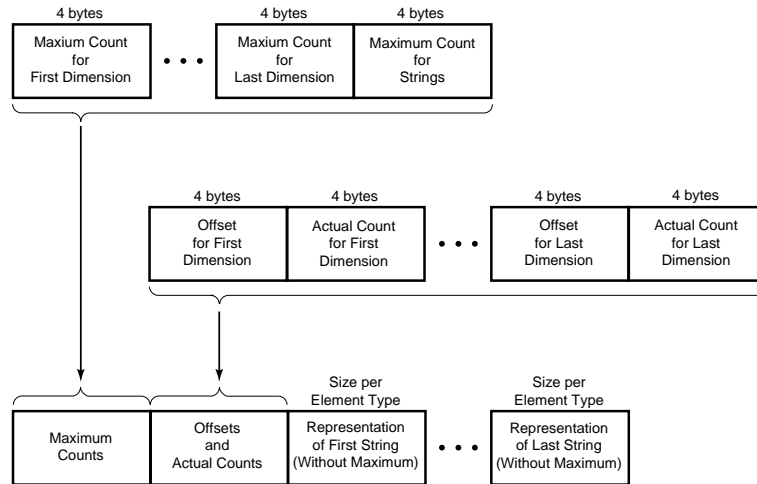 4 bytes 4 bytes 4 bytes
Maxium Count
for
First Dimension
Maxium Count
for
Last Dimension
Maximum Count
for
Strings
4 bytes 4 bytes 4 bytes 4 bytes
Offset
for First
Dimension
Actual Count
for First
Dimension
Offset
for Last
Dimension
Actual Count
for Last
Dimension
Size per
Element Type
Size per
Element Type
Maximum
Counts
Offsets
and
Actual Counts
Representation
of First String
(Without Maximum)
Representation
of Last String
(Without Maximum)